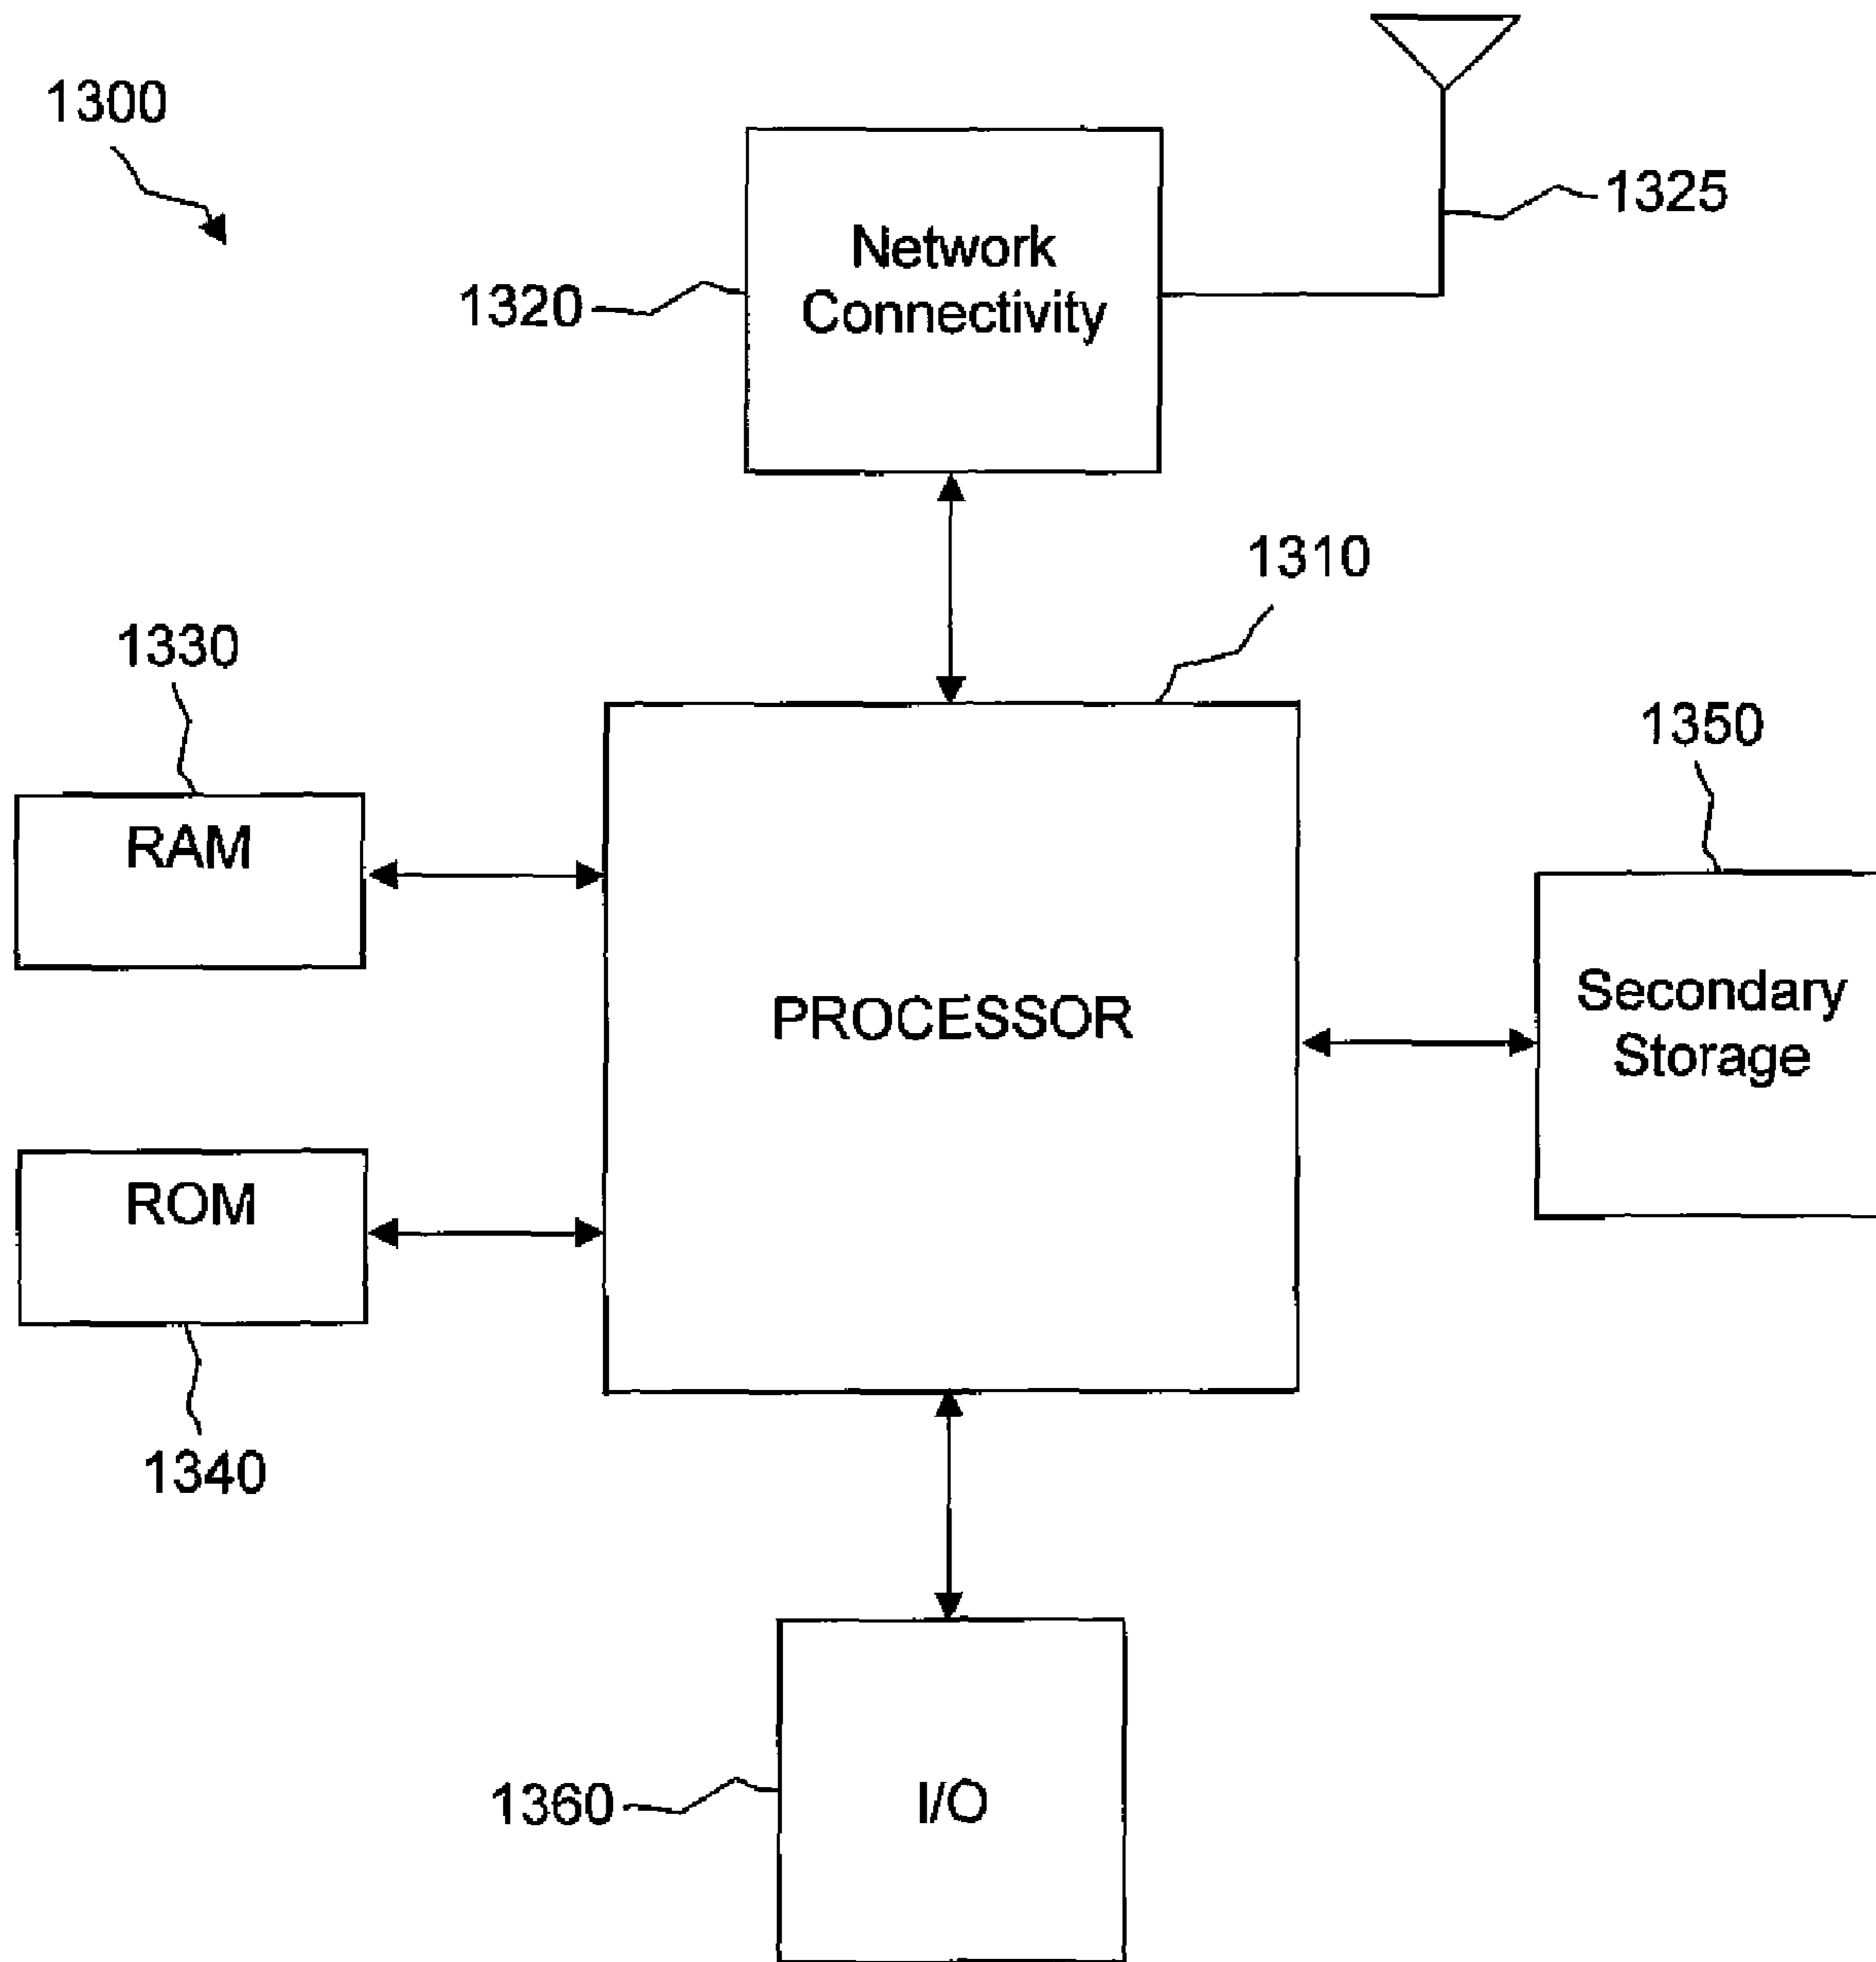 1300
1325
Network
Connectivity
1320
1310
1330
1350
RAM
PROCESSOR
Secondary
Storage
ROM
1340
1360
I/O